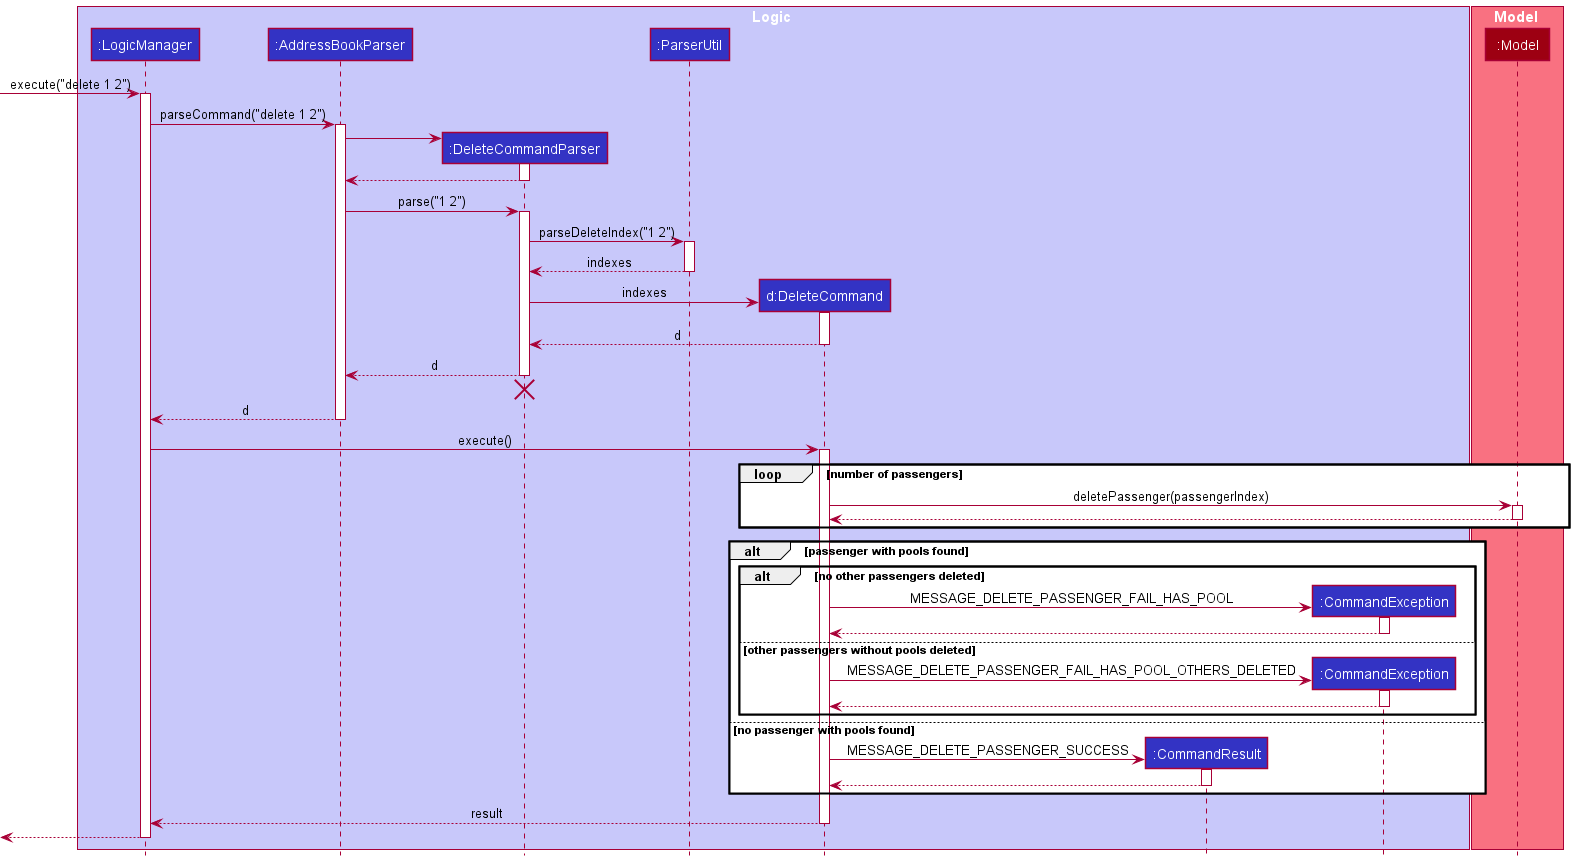 Logic
Model
:LogicManager
:AddressBookParser
:ParserUtil
:Model
execute("delete 1 2")
parseCommand("delete 1 2")
:DeleteCommandParser
parse("1 2")
parseDeleteIndex("1 2")
indexes
indexes
d:DeleteCommand
d
d
d
execute()
loop
[number of passengers]
deletePassenger(passengerIndex)
alt
[passenger with pools found]
alt
[no other passengers deleted]
MESSAGE_DELETE_PASSENGER_FAIL_HAS_POOL
:CommandException
[other passengers without pools deleted]
MESSAGE_DELETE_PASSENGER_FAIL_HAS_POOL_OTHERS_DELETED
:CommandException
[no passenger with pools found]
MESSAGE_DELETE_PASSENGER_SUCCESS
:CommandResult
result